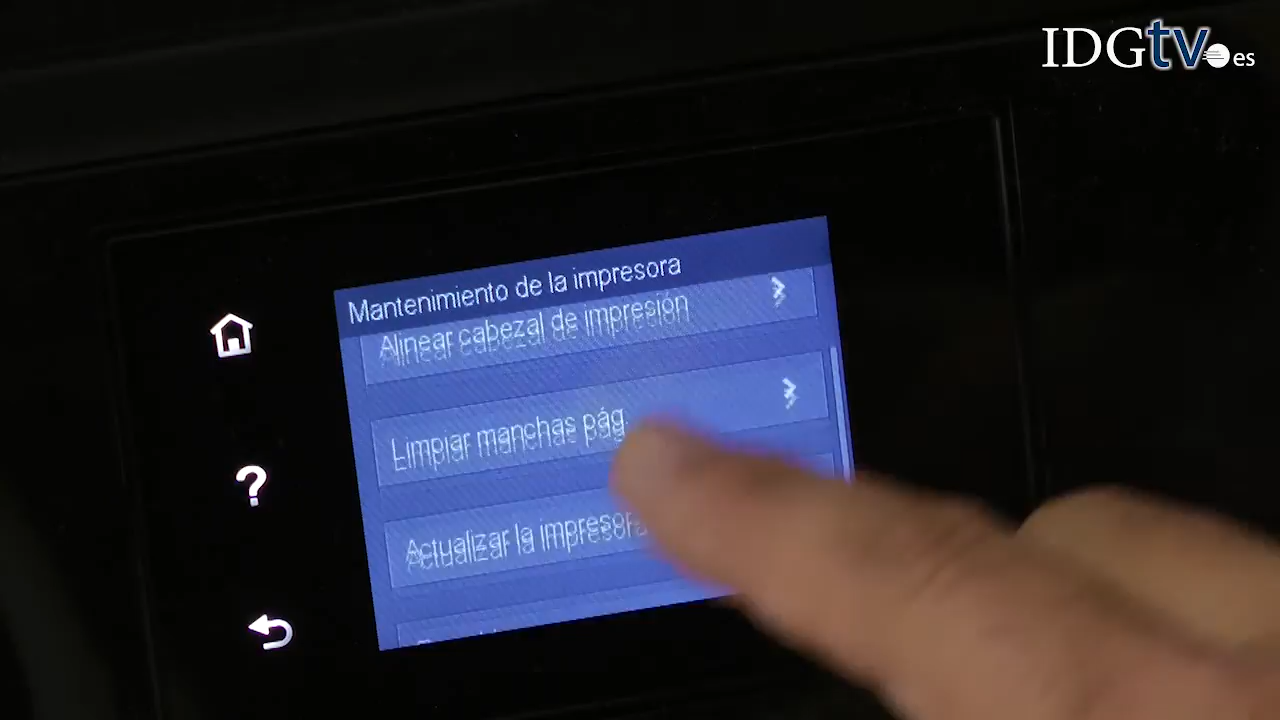 IDGtv.es
Mantenimiento de la impresora
Alinear cabezal de impresión
Limpiar manchas pág.
Actualizar la impresora
?